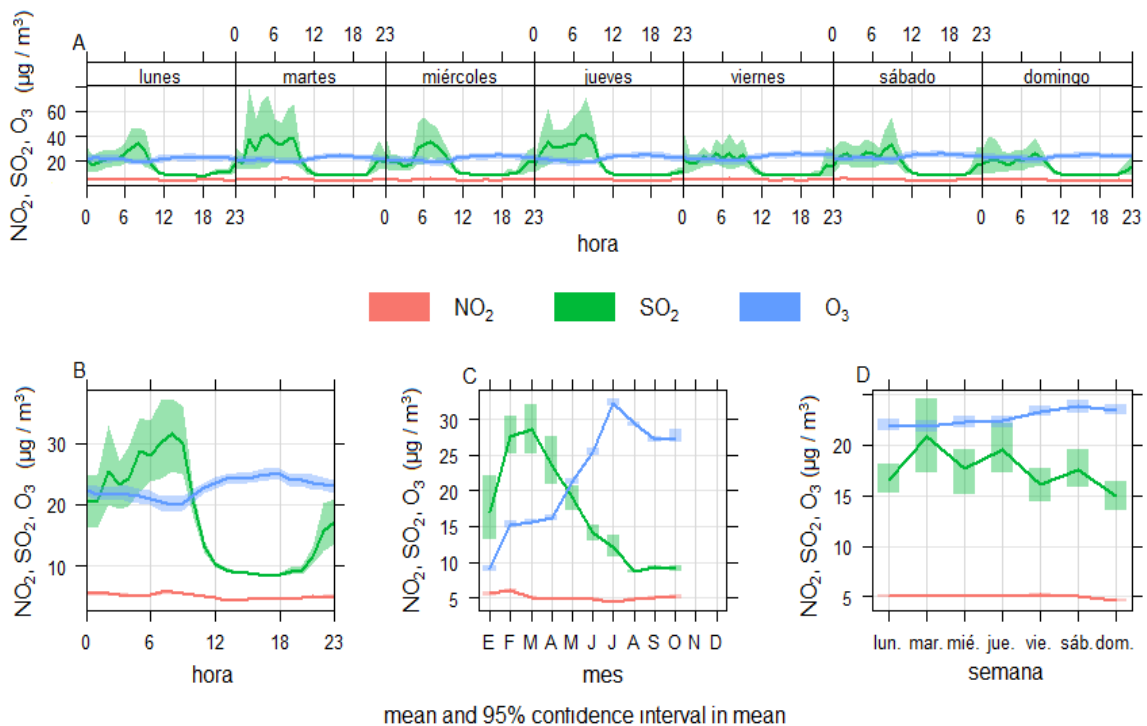 0 6 12 18 23 0 6 12 18 23 0 6 12 18 23
A
lunes martes miércoles jueves viernes sábado domingo
NO₂, SO₂, O₃ (μg / m³)
60
40
20
0 6 12 18 23 0 6 12 18 23 0 6 12 18 23 0 6 12 18 23
hora
NO₂ SO₂ O₃
B
NO₂, SO₂, O₃ (μg / m³)
30
20
10
0 6 12 18 23
hora
C
NO₂, SO₂, O₃ (μg / m³)
30
25
20
15
10
5
E F M A M J J A S O N D
mes
D
NO₂, SO₂, O₃ (μg / m³)
20
15
10
5
lun. mar. mié. jue. vie. sáb. dom.
semana
mean and 95% confidence interval in mean